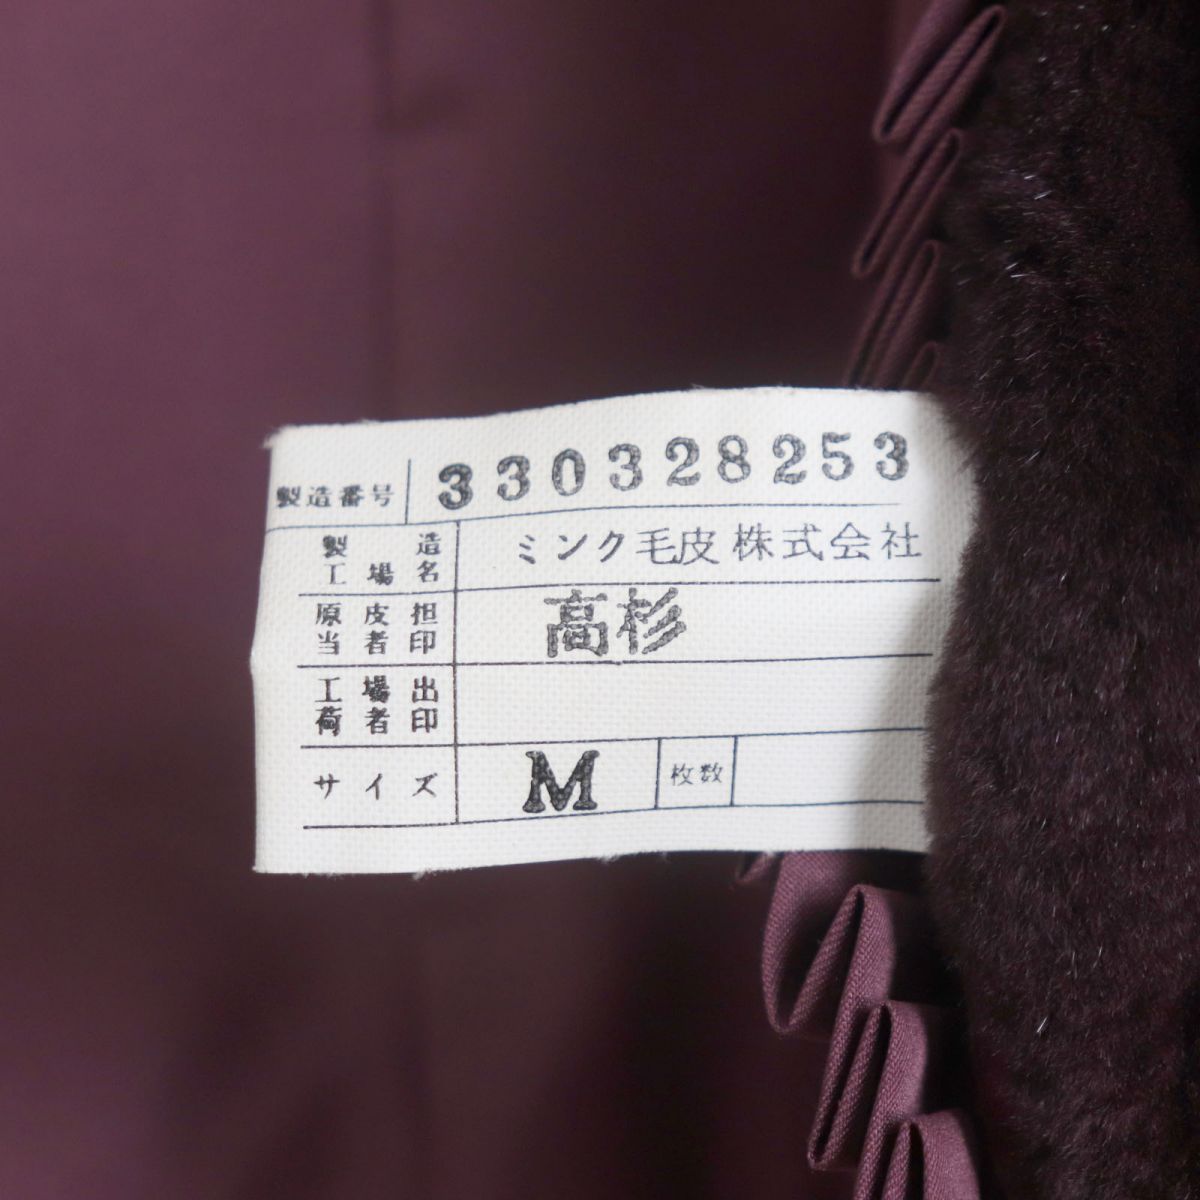 製造番号 330328253
製造 ミンク毛皮株式会社
工場名
原皮担 高杉
当者印
工場出
荷者印
サイズ M 枚数